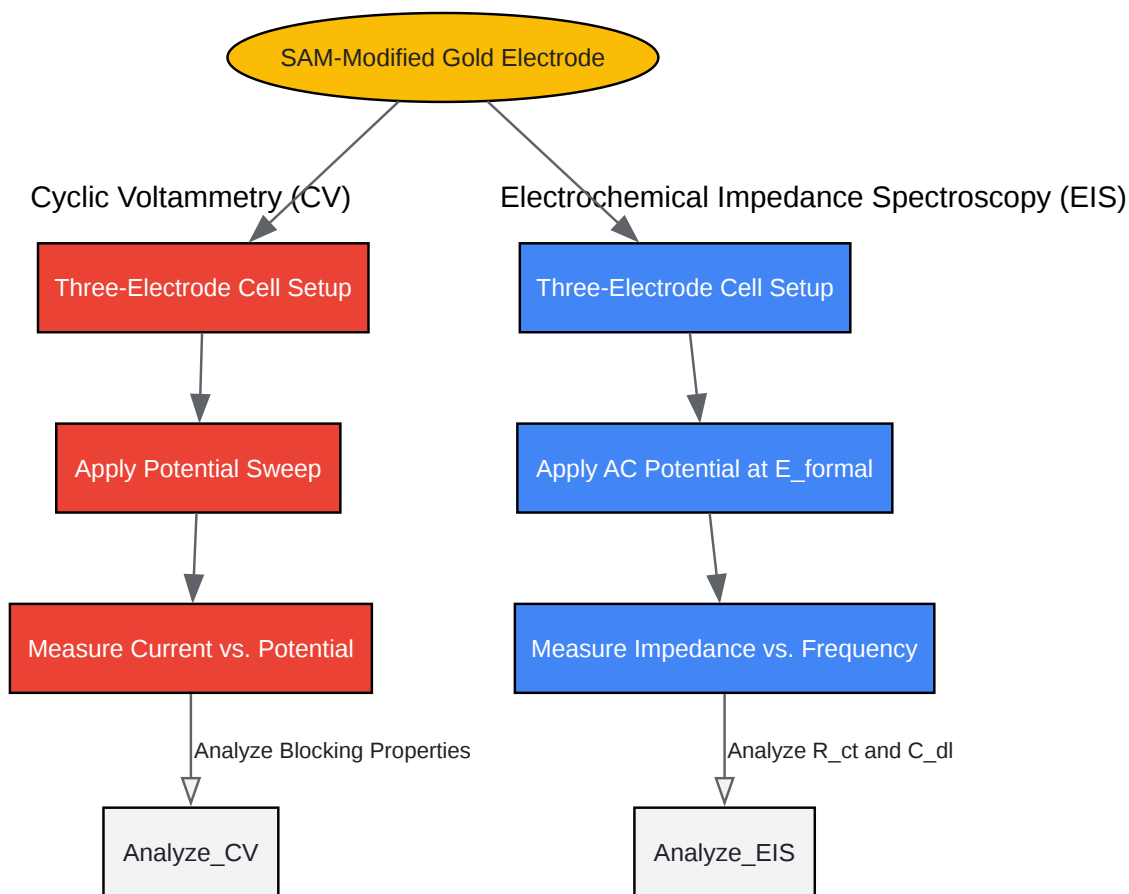 SAM-Modified Gold Electrode
Cyclic Voltammetry (CV)
Electrochemical Impedance Spectroscopy (EIS)
Three-Electrode Cell Setup
Three-Electrode Cell Setup
Apply Potential Sweep
Apply AC Potential at E_formal
Measure Current vs. Potential
Measure Impedance vs. Frequency
Analyze Blocking Properties
Analyze R_ct and C_dl
Analyze_CV
Analyze_EIS